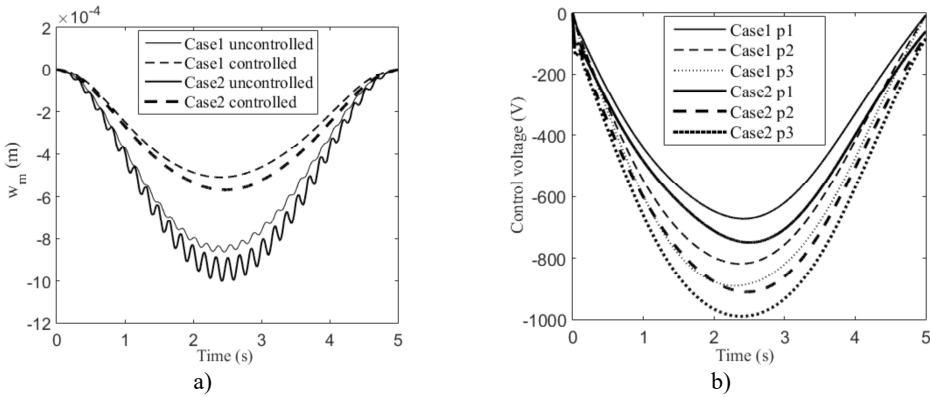 ×10⁻⁴
2
0
-2
-4
-6
-8
-10
-12
w_m (m)
Case1 uncontrolled
Case1 controlled
Case2 uncontrolled
Case2 controlled
0 1 2 3 4 5
Time (s)
a)
0
-200
-400
-600
-800
-1000
Control voltage (V)
Case1 p1
Case1 p2
Case1 p3
Case2 p1
Case2 p2
Case2 p3
0 1 2 3 4 5
Time (s)
b)